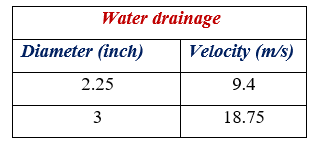 Water drainage
Diameter (inch) Velocity (m/s)
2.25 9.4
3 18.75